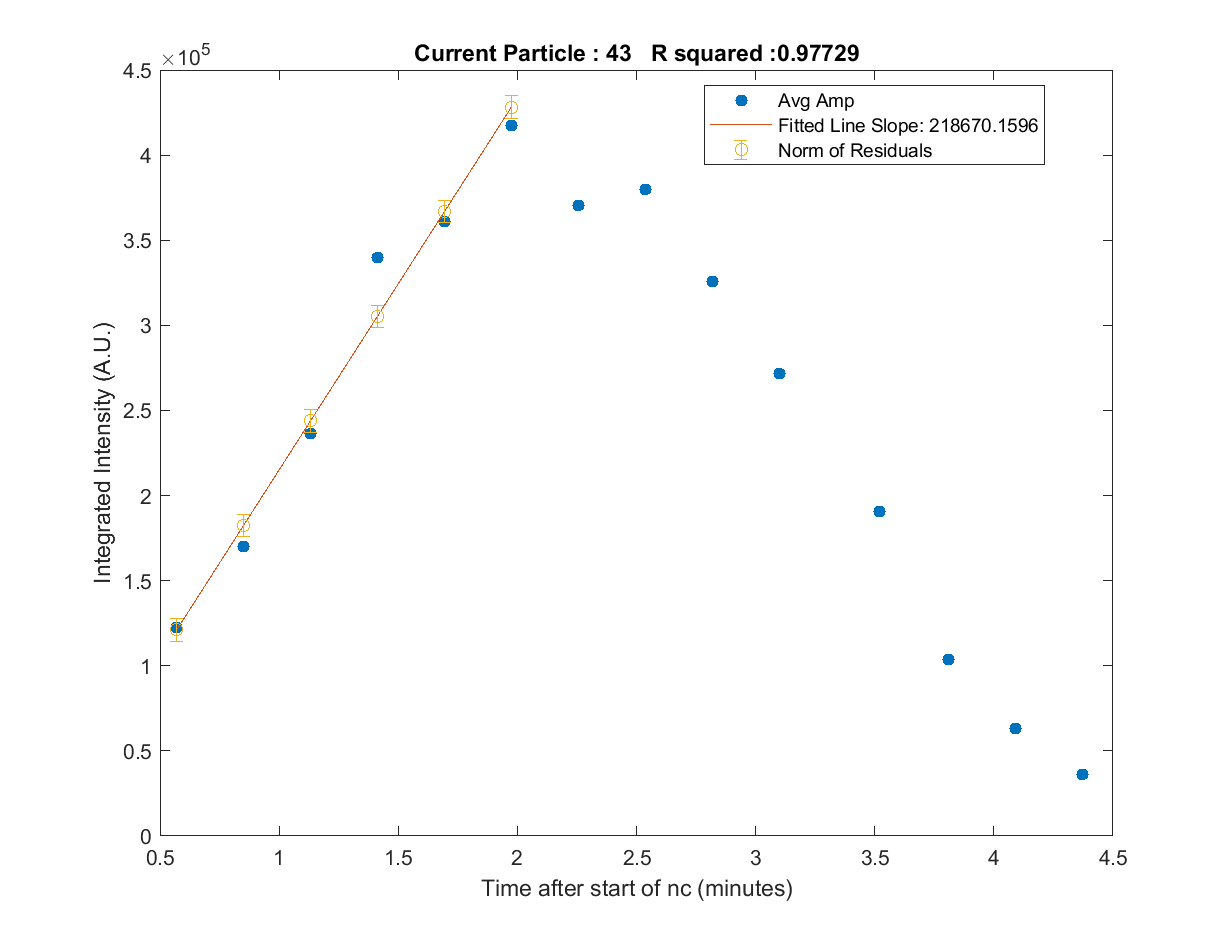 Current Particle : 43   R squared :0.97729
×10^5
4.5
4
3.5
3
2.5
2
1.5
1
0.5
0
Integrated Intensity (A.U.)
Avg Amp
Fitted Line Slope: 218670.1596
Norm of Residuals
0.5 1 1.5 2 2.5 3 3.5 4 4.5
Time after start of nc (minutes)